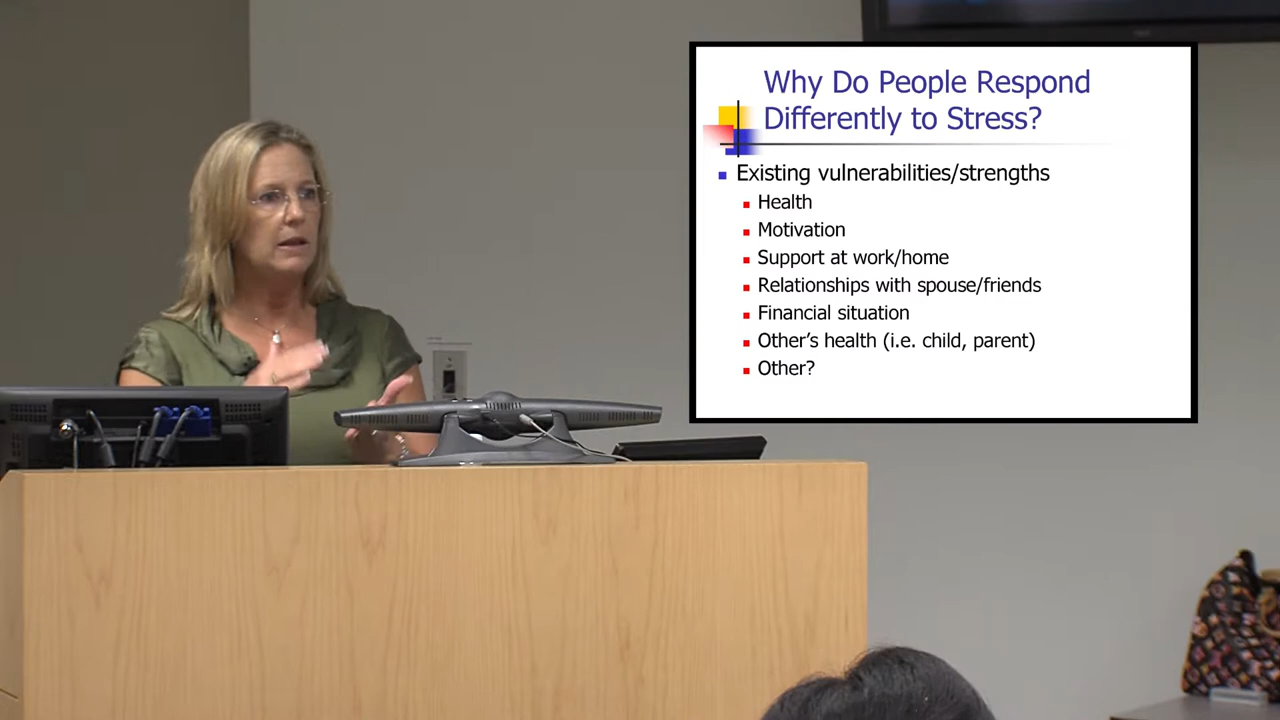 Why Do People Respond
Differently to Stress?
Existing vulnerabilities/strengths
Health
Motivation
Support at work/home
Relationships with spouse/friends
Financial situation
Other's health (i.e. child, parent)
Other?